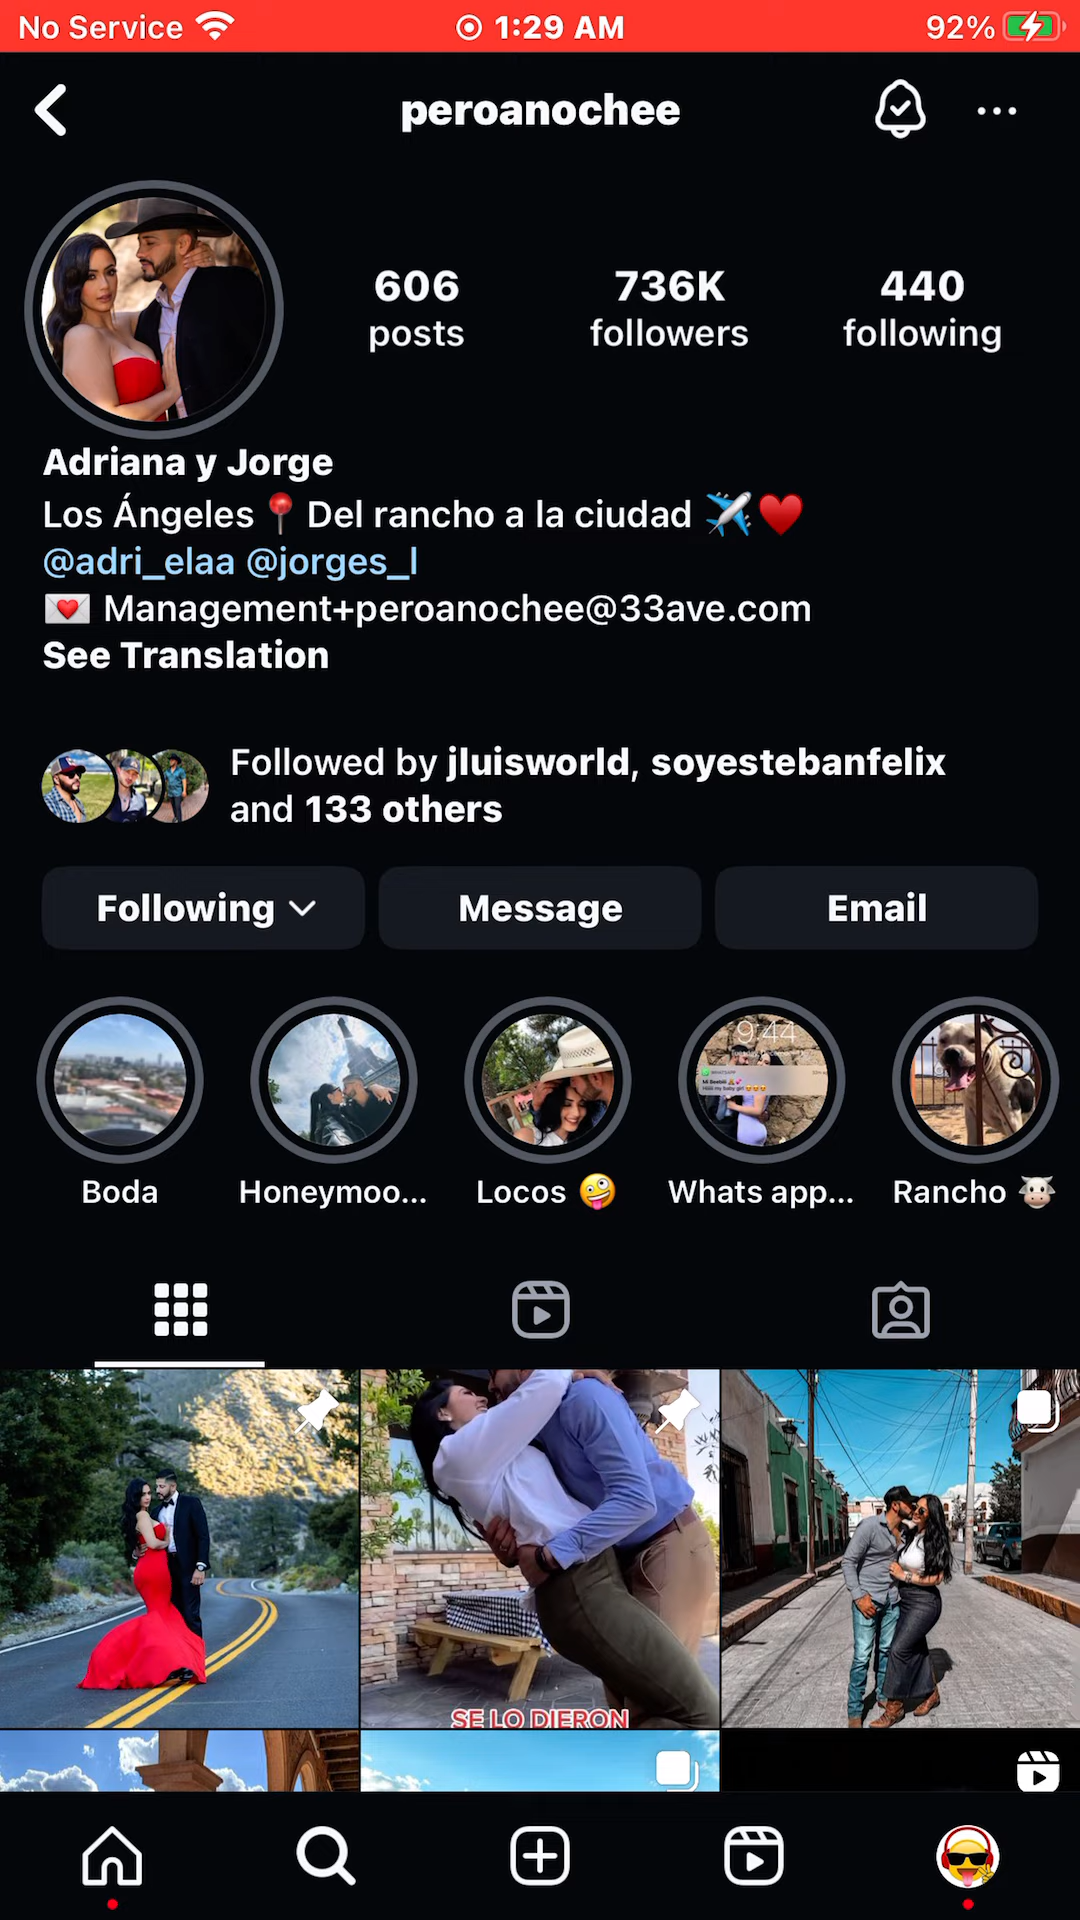 No Service 1:29 AM 92%
peroanochee
606 736K 440
posts followers following
Adriana y Jorge
Los Ángeles📍Del rancho a la ciudad ✈️❤️
@adri_elaa @jorges_l
💌 Management+peroanochee@33ave.com
See Translation
Followed by jluisworld, soyestebanfelix
and 133 others
Following Message Email
9:44
Boda Honeymoo... Locos 🤪 Whats app... Rancho 🐮
SE LO DIERON